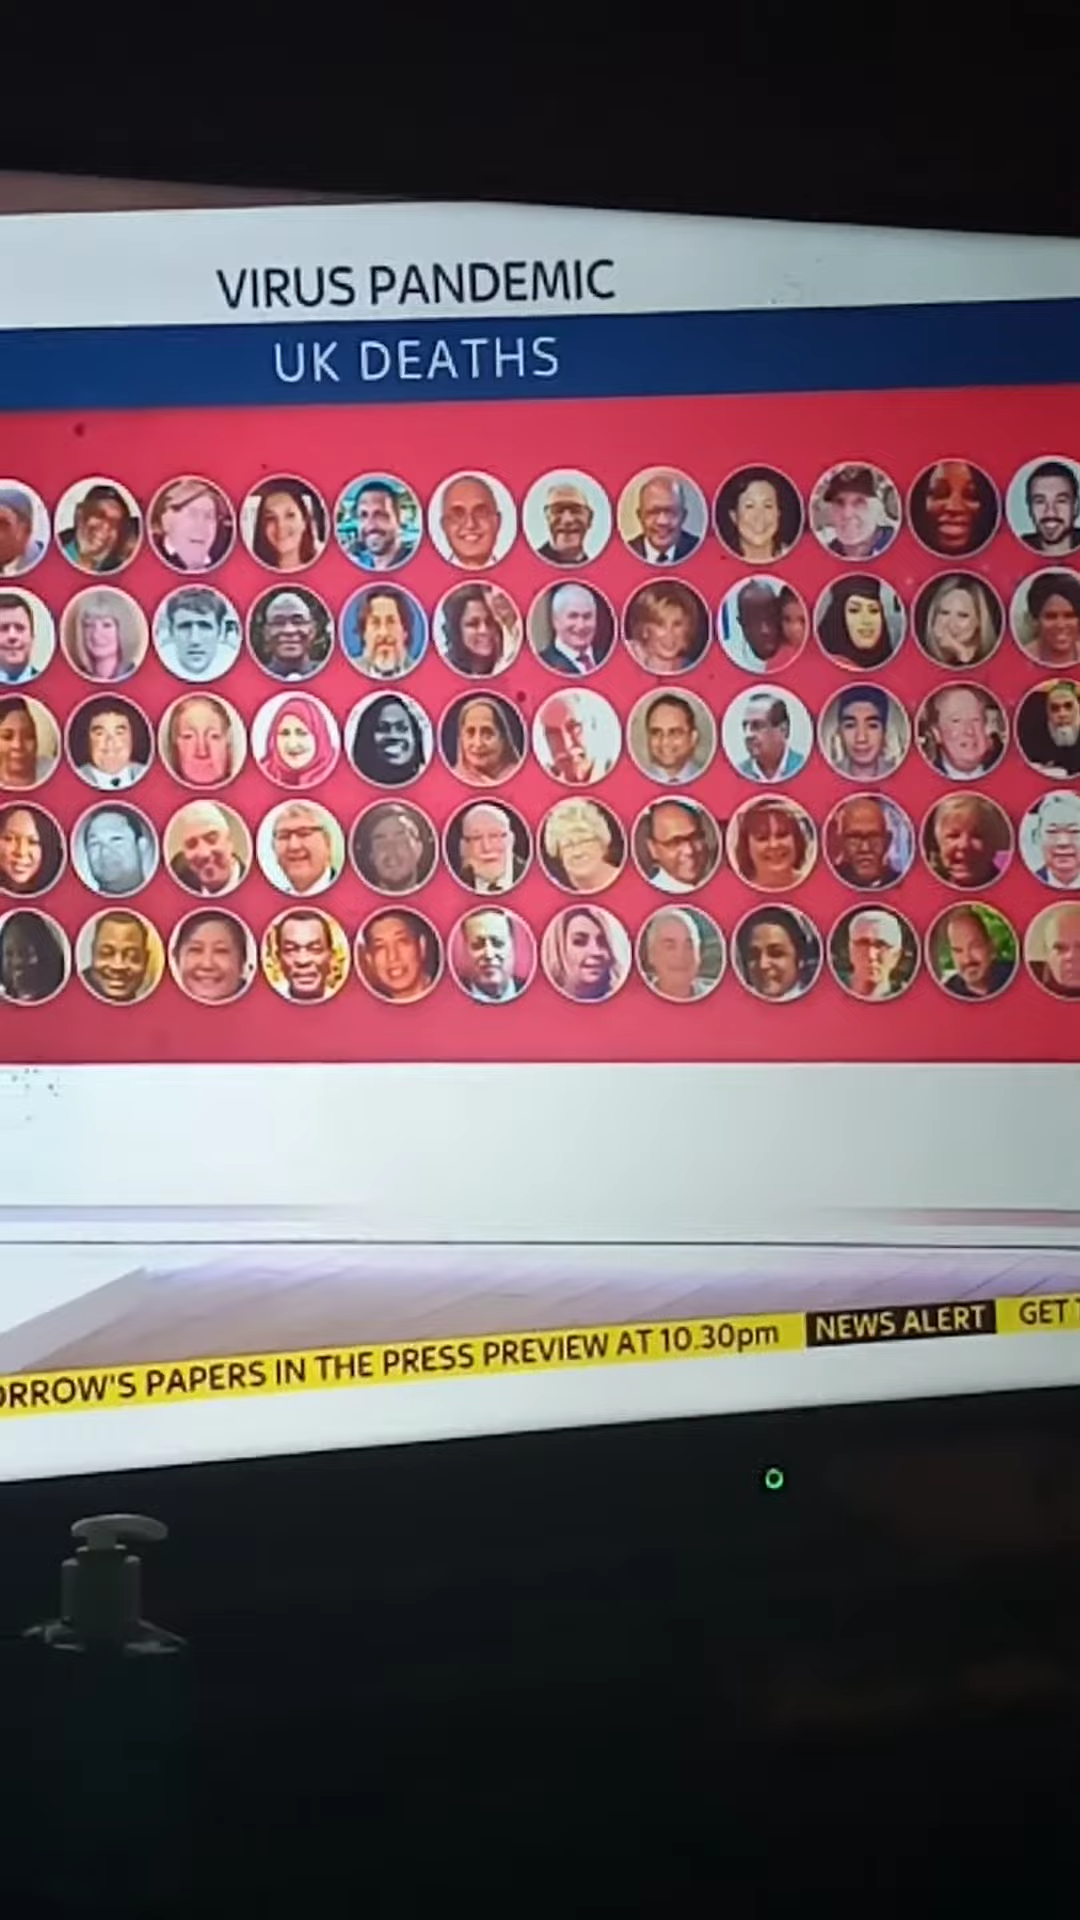 VIRUS PANDEMIC
UK DEATHS
ORROW'S PAPERS IN THE PRESS PREVIEW AT 10.30pm NEWS ALERT GET